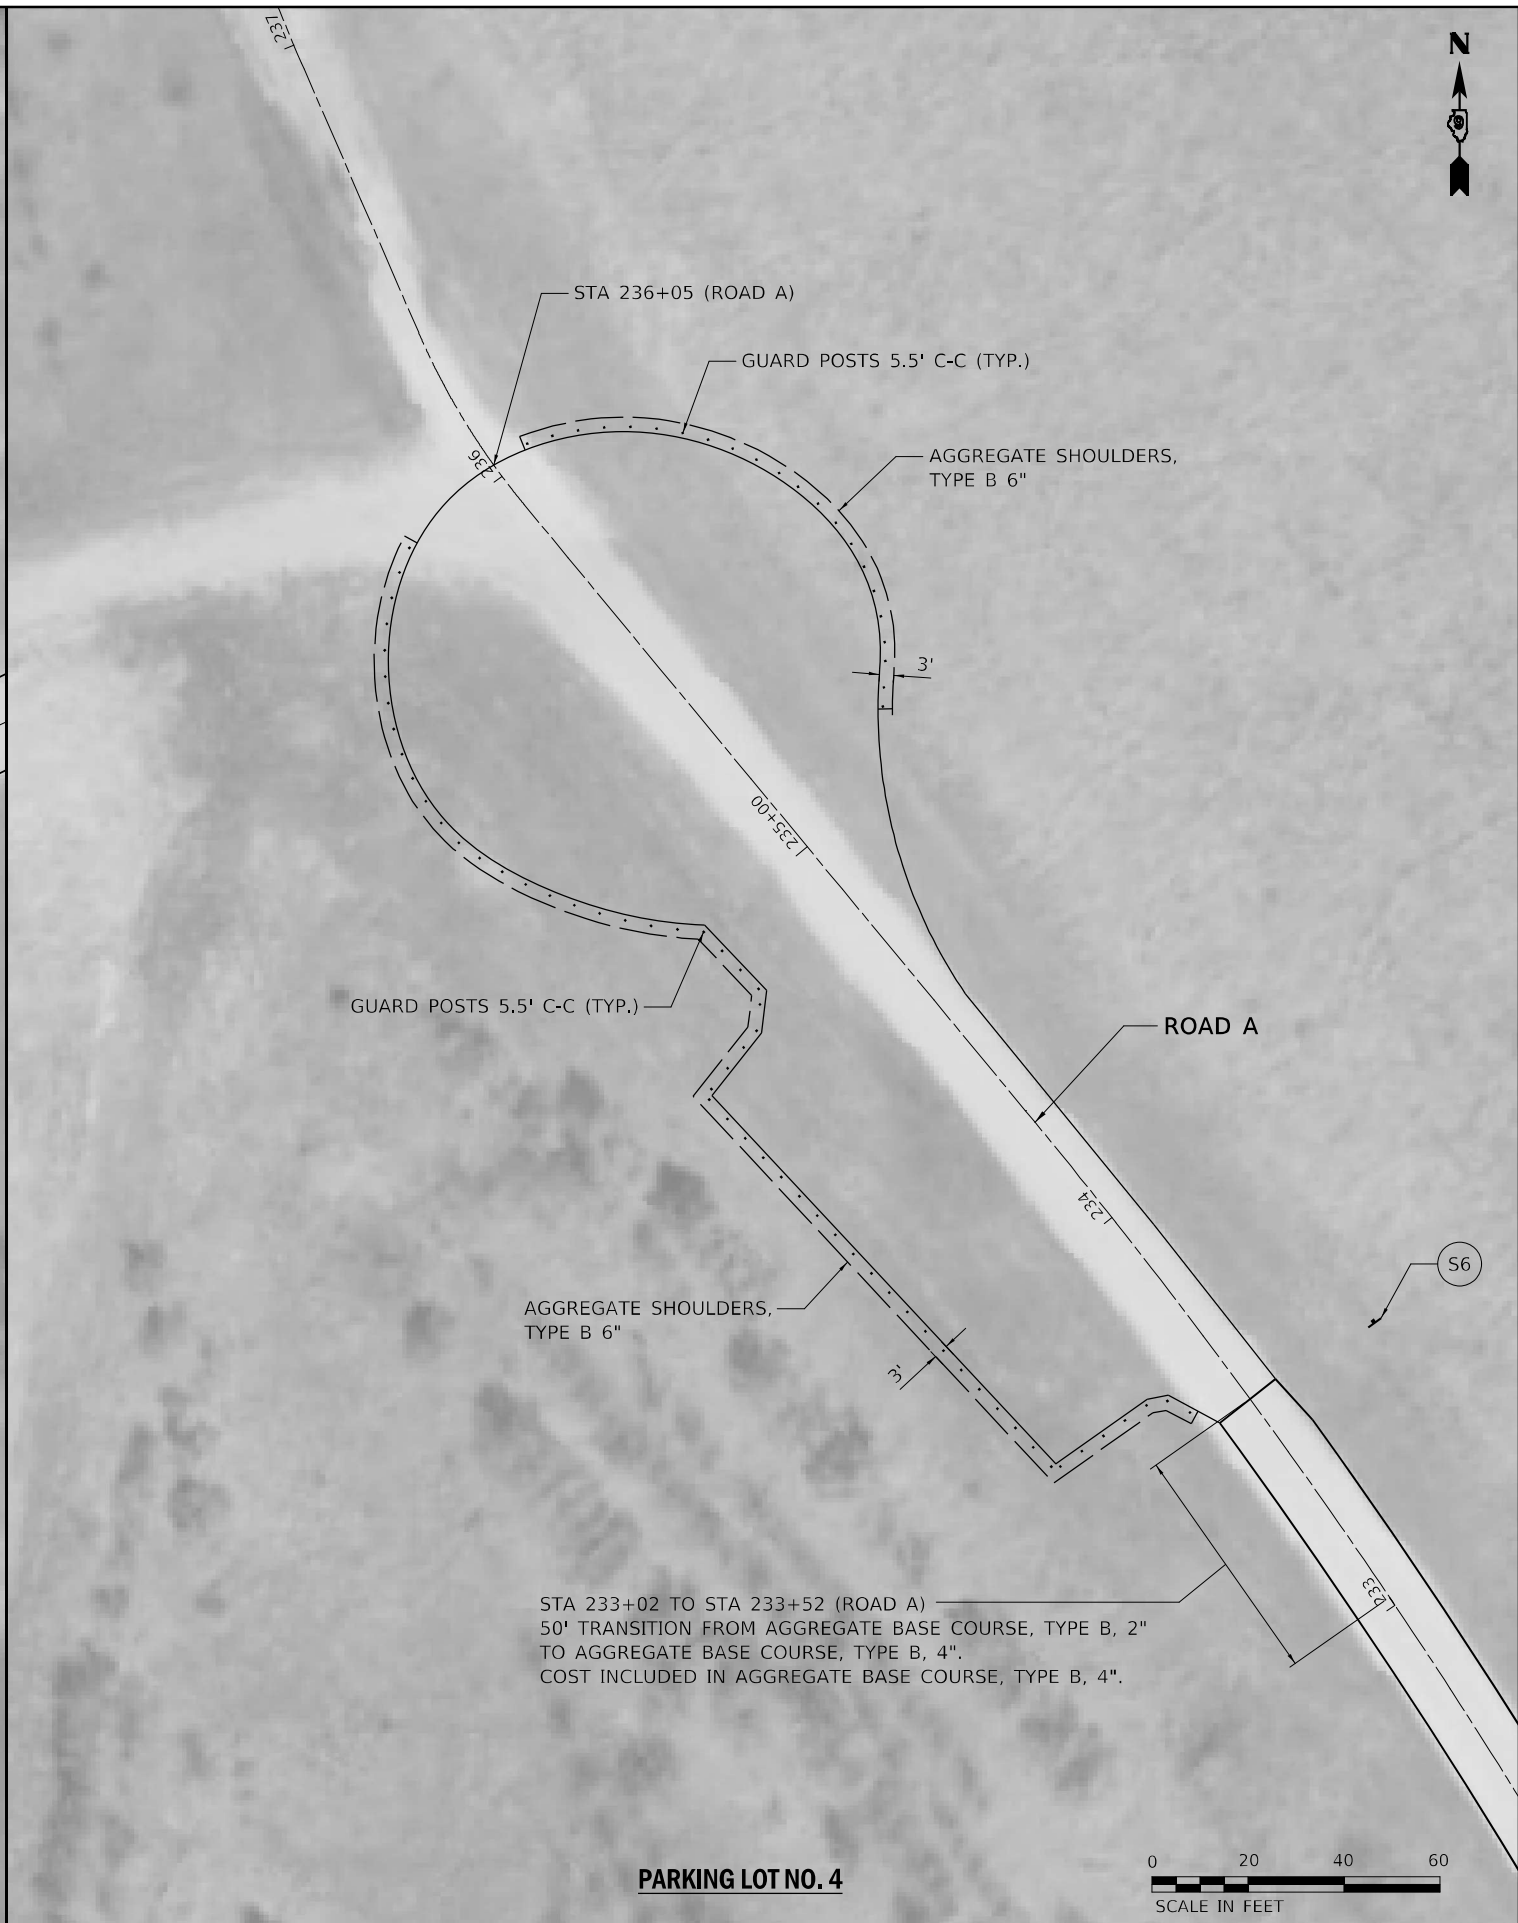 237
N
STA 236+05 (ROAD A)
GUARD POSTS 5.5' C-C (TYP.)
AGGREGATE SHOULDERS,
TYPE B 6"
236
3'
235+00
GUARD POSTS 5.5' C-C (TYP.)
ROAD A
234
S6
AGGREGATE SHOULDERS,
TYPE B 6"
3'
233
STA 233+02 TO STA 233+52 (ROAD A)
50' TRANSITION FROM AGGREGATE BASE COURSE, TYPE B, 2"
TO AGGREGATE BASE COURSE, TYPE B, 4".
COST INCLUDED IN AGGREGATE BASE COURSE, TYPE B, 4".
PARKING LOT NO. 4
0 20 40 60
SCALE IN FEET